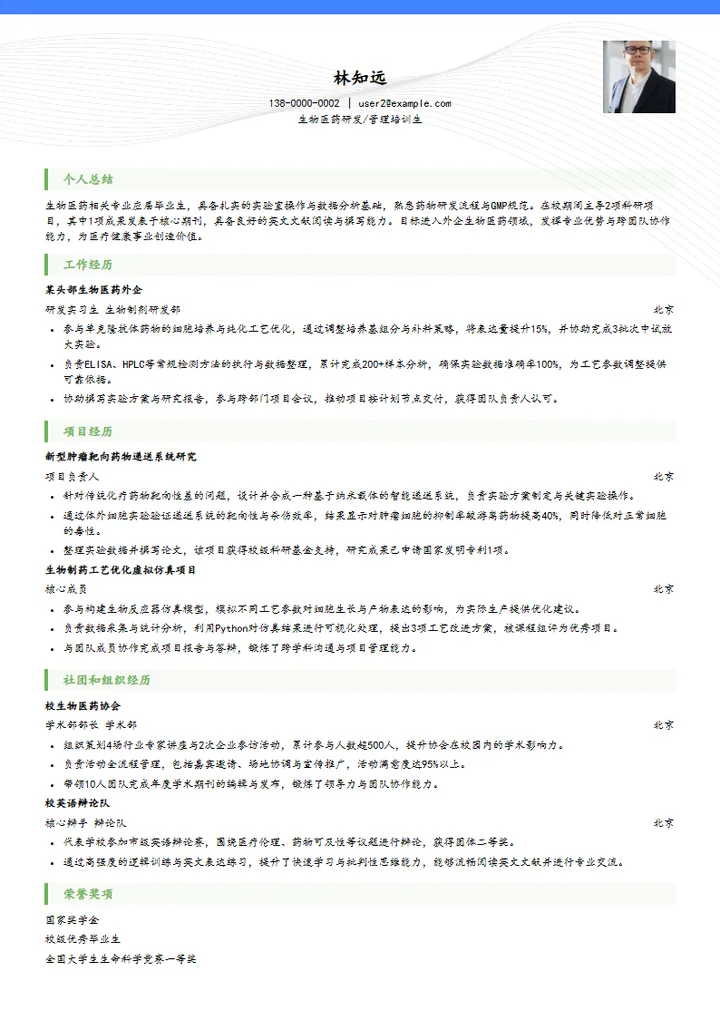 林知远
138-0000-0002 | user2@example.com
生物医药研发/管理培训生
个人总结
生物医药相关专业应届毕业生，具备扎实的实验室操作与数据分析基础，熟悉药物研发流程与GMP规范。在校期间主导2项科研项
目，其中1项成果发表于核心期刊，具备良好的英文文献阅读与撰写能力。目标进入外企生物医药领域，发挥专业优势与跨团队协作
能力，为医疗健康事业创造价值。
工作经历
某头部生物医药外企
研发实习生 生物制剂研发部 北京
• 参与单克隆抗体药物的细胞培养与纯化工艺优化，通过调整培养基组分与补料策略，将表达量提升15%，并协助完成3批次中试放
大实验。
• 负责ELISA、HPLC等常规检测方法的执行与数据整理，累计完成200+样本分析，确保实验数据准确率100%，为工艺参数调整提供
可靠依据。
• 协助撰写实验方案与研究报告，参与跨部门项目会议，推动项目按计划节点交付，获得团队负责人认可。
项目经历
新型肿瘤靶向药物递送系统研究
项目负责人 北京
• 针对传统化疗药物靶向性差的问题，设计并合成一种基于纳米载体的智能递送系统，负责实验方案制定与关键实验操作。
• 通过体外细胞实验验证递送系统的靶向性与杀伤效率，结果显示对肿瘤细胞的抑制率较游离药物提高40%，同时降低对正常细胞
的毒性。
• 整理实验数据并撰写论文，该项目获得校级科研基金支持，研究成果已申请国家发明专利1项。
生物制药工艺优化虚拟仿真项目
核心成员 北京
• 参与构建生物反应器仿真模型，模拟不同工艺参数对细胞生长与产物表达的影响，为实际生产提供优化建议。
• 负责数据采集与统计分析，利用Python对仿真结果进行可视化处理，提出3项工艺改进方案，被课程组评为优秀项目。
• 与团队成员协作完成项目报告与答辩，锻炼了跨学科沟通与项目管理能力。
社团和组织经历
校生物医药协会
学术部部长 学术部 北京
• 组织策划4场行业专家讲座与2次企业参访活动，累计参与人数超500人，提升协会在校园内的学术影响力。
• 负责活动全流程管理，包括嘉宾邀请、场地协调与宣传推广，活动满意度达95%以上。
• 带领10人团队完成年度学术期刊的编辑与发布，锻炼了领导力与团队协作能力。
校英语辩论队
核心辩手 辩论队 北京
• 代表学校参加市级英语辩论赛，围绕医疗伦理、药物可及性等议题进行辩论，获得团体二等奖。
• 通过高强度的逻辑训练与英文表达练习，提升了快速学习与批判性思维能力，能够流畅阅读英文文献并进行专业交流。
荣誉奖项
国家奖学金
校级优秀毕业生
全国大学生生命科学竞赛一等奖